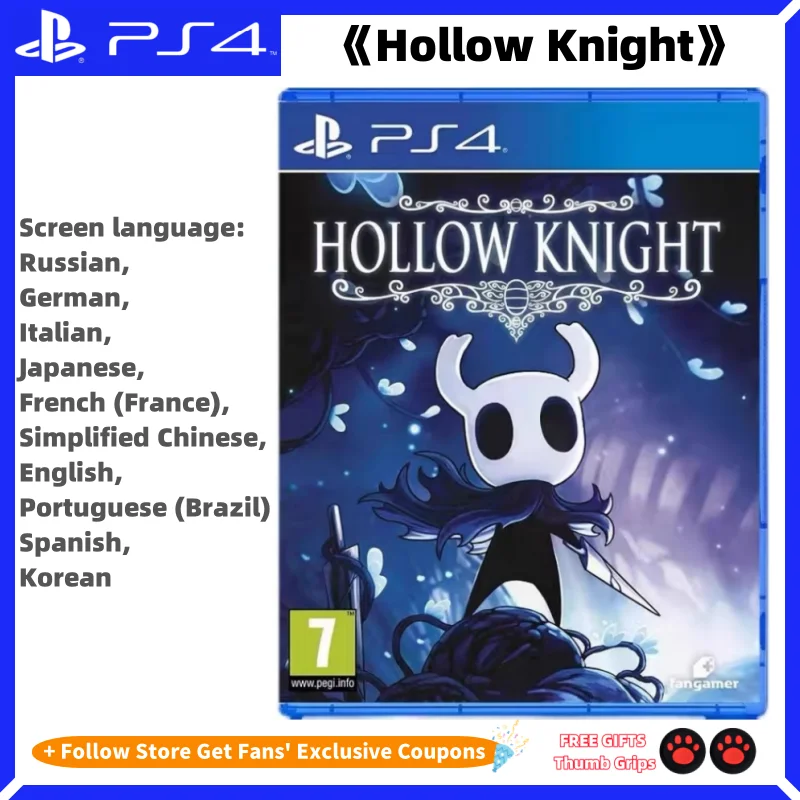 PS4
《Hollow Knight》
PS4
HOLLOW KNIGHT
Screen language:
Russian,
German,
Italian,
Japanese,
French (France),
Simplified Chinese,
English,
Portuguese (Brazil)
Spanish,
Korean
7
www.pegi.info
fangamer
+ Follow Store Get Fans' Exclusive Coupons
FREE GIFTS
Thumb Grips